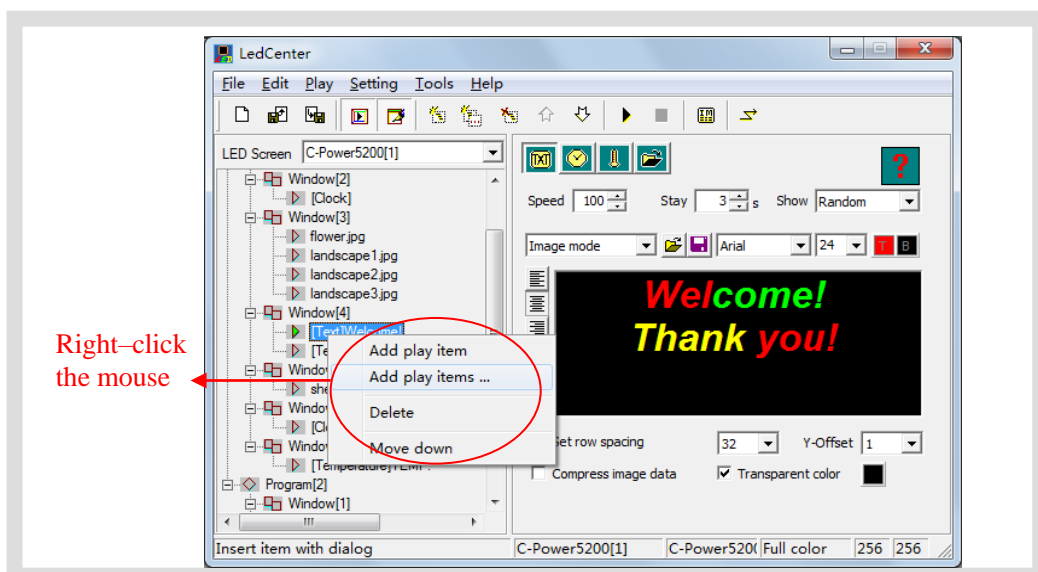 LedCenter
File Edit Play Setting Tools Help
LED Screen C-Power5200[1]
Window[2]
[Clock]
Window[3]
flower.jpg
landscape1.jpg
landscape2.jpg
landscape3.jpg
Window[4]
[Text]Welcome!
Program[2]
Window[1]
Add play item
Add play items ...
Delete
Move down
Right–click
the mouse
TXT
?
Speed 100 Stay 3 s Show Random
Image mode Arial 24 T B
Welcome!
Thank you!
row spacing 32 Y-Offset 1
Compress image data Transparent color
Insert item with dialog C-Power5200[1] C-Power520( Full color 256 256